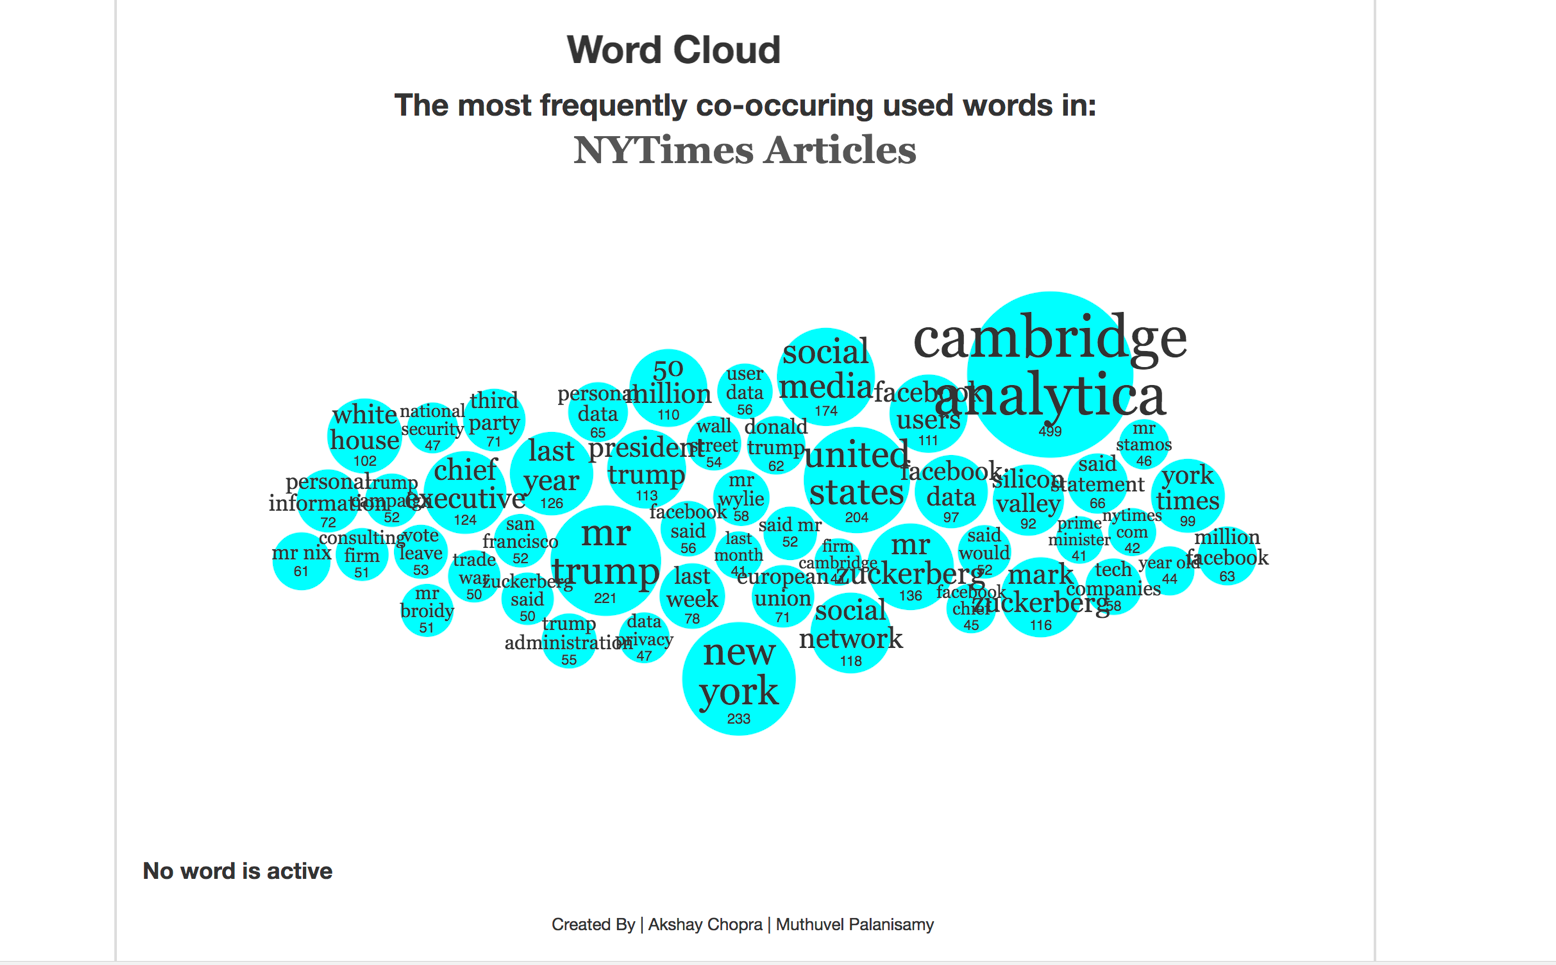 Word Cloud
The most frequently co-occuring used words in:
NYTimes Articles
cambridge
analytica
499
social
media
174
50
million
110
user
data
56
personal
data
65
facebook
users
111
third
party
71
national
security
47
white
house
102
wall
street
54
donald
trump
62
mr
stamos
46
last
year
126
president
trump
113
united
states
204
chief
executive
124
facebook
data
97
silicon
valley
92
said
statement
66
york
times
99
personal
information
72
trump
campaign
52
mr
wylie
58
facebook
said
56
said mr
52
san
francisco
52
mr
trump
221
last
month
41
firm
cambridge
41
mr
zuckerberg
136
said
would
52
prime
minister
41
nytimes
com
42
million
facebook
63
mr nix
61
consulting
firm
51
vote
leave
53
trade
war
50
zuckerberg
said
50
last
week
78
european
union
71
facebook
chief
45
mark
zuckerberg
116
tech
companies
58
year old
44
mr
broidy
51
trump
administration
55
data
privacy
47
social
network
118
new
york
233
No word is active
Created By | Akshay Chopra | Muthuvel Palanisamy